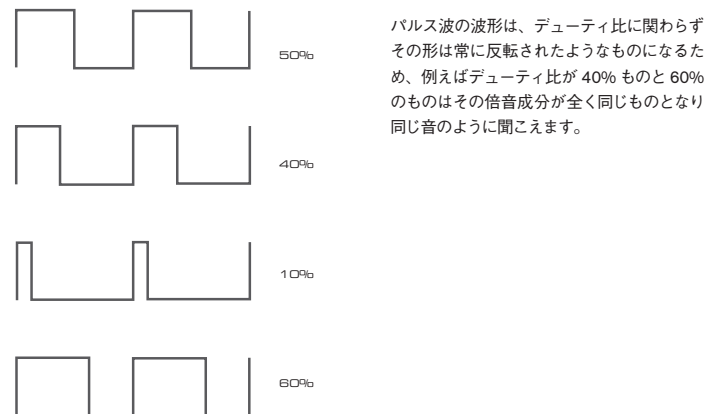 50%
40%
10%
60%
パルス波の波形は、デューティ比に関わらず
その形は常に反転されたようなものになるた
め、例えばデューティ比が 40% ものと 60%
のものはその倍音成分が全く同じものとなり
同じ音のように聞こえます。